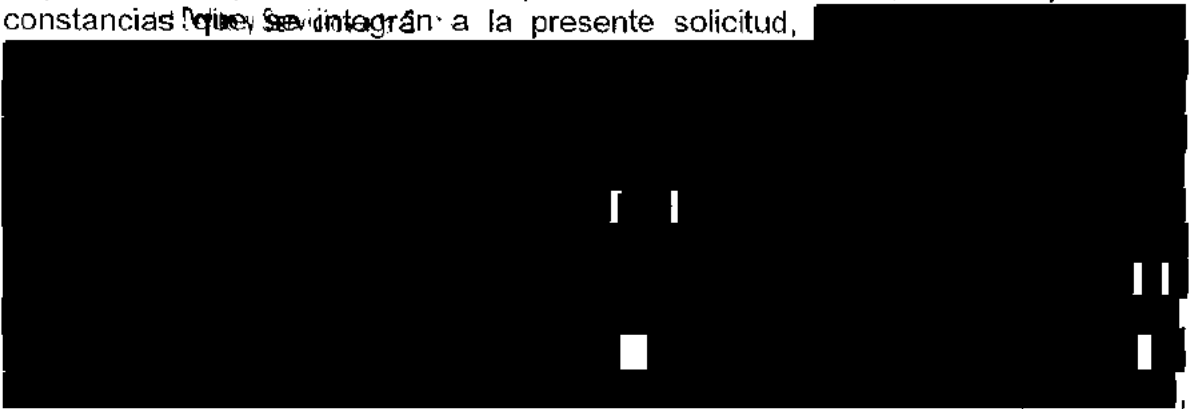 constancias que se integran a la presente solicitud,
,